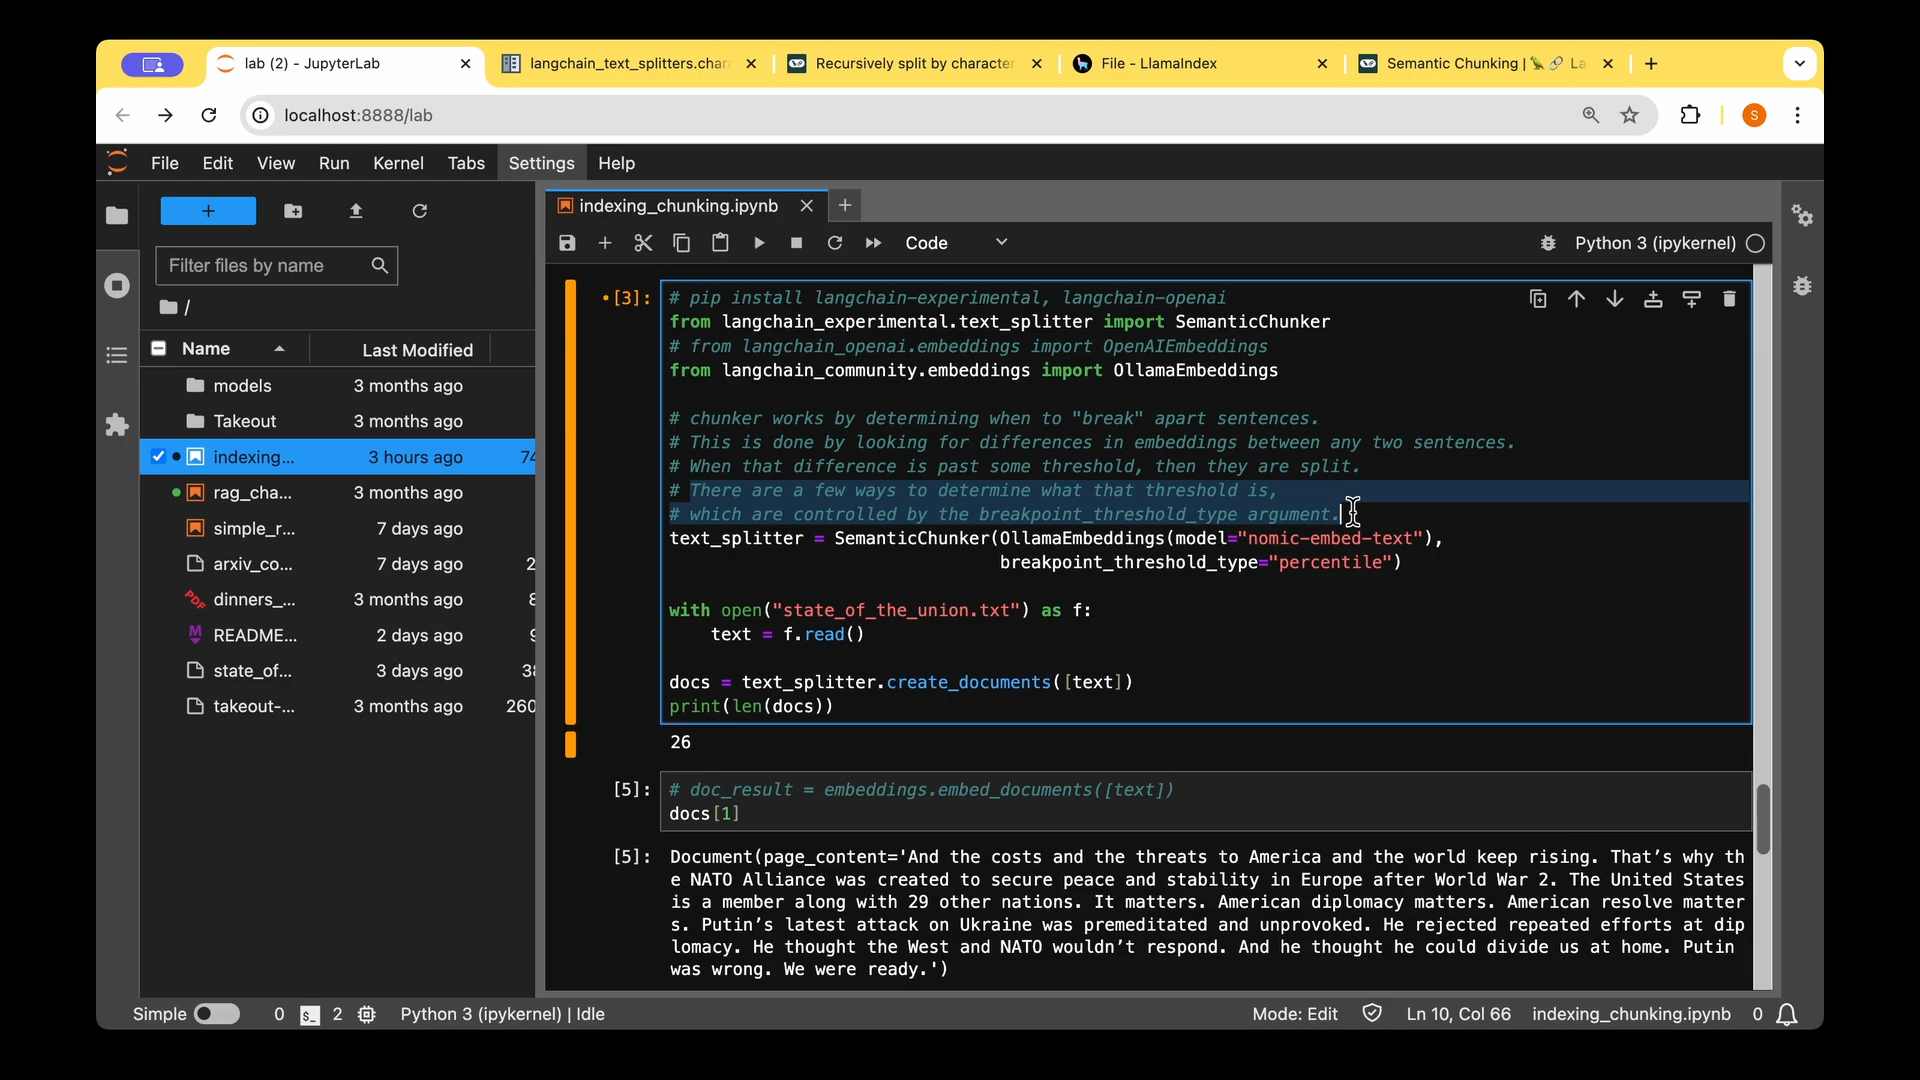 lab (2) - JupyterLab
langchain_text_splitters.char
Recursively split by character
File - LlamaIndex
Semantic Chunking | 🦜🔗 La
localhost:8888/lab
S
File Edit View Run Kernel Tabs Settings Help
+
Filter files by name
/
Name Last Modified
models 3 months ago
Takeout 3 months ago
indexing... 3 hours ago 74
rag_cha... 3 months ago
simple_r... 7 days ago
arxiv_co... 7 days ago 2
dinners_... 3 months ago 8
README... 2 days ago 9
state_of... 3 days ago 38
takeout-... 3 months ago 260
indexing_chunking.ipynb
Code
Python 3 (ipykernel)
[3]:
# pip install langchain-experimental, langchain-openai
from langchain_experimental.text_splitter import SemanticChunker
# from langchain_openai.embeddings import OpenAIEmbeddings
from langchain_community.embeddings import OllamaEmbeddings
# chunker works by determining when to "break" apart sentences.
# This is done by looking for differences in embeddings between any two sentences.
# When that difference is past some threshold, then they are split.
# There are a few ways to determine what that threshold is,
# which are controlled by the breakpoint_threshold_type argument.
text_splitter = SemanticChunker(OllamaEmbeddings(model="nomic-embed-text"),
breakpoint_threshold_type="percentile")
with open("state_of_the_union.txt") as f:
text = f.read()
docs = text_splitter.create_documents([text])
print(len(docs))
26
[5]:
# doc_result = embeddings.embed_documents([text])
docs[1]
[5]:
Document(page_content='And the costs and the threats to America and the world keep rising. That’s why th
e NATO Alliance was created to secure peace and stability in Europe after World War 2. The United States
is a member along with 29 other nations. It matters. American diplomacy matters. American resolve matter
s. Putin’s latest attack on Ukraine was premeditated and unprovoked. He rejected repeated efforts at dip
lomacy. He thought the West and NATO wouldn’t respond. And he thought he could divide us at home. Putin
was wrong. We were ready.')
Simple 0 $_ 2 Python 3 (ipykernel) | Idle
Mode: Edit Ln 10, Col 66 indexing_chunking.ipynb 0